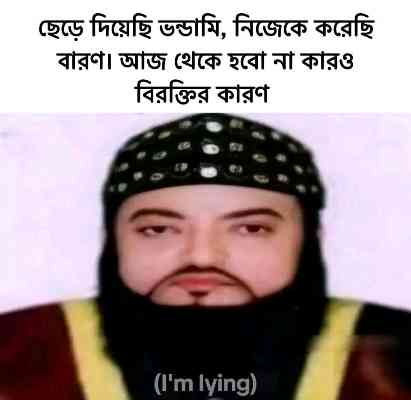 ছেড়ে দিয়েছি ভন্ডামি, নিজেকে করেছি
বারণ। আজ থেকে হবো না কারও
বিরক্তির কারণ
(I'm lying)